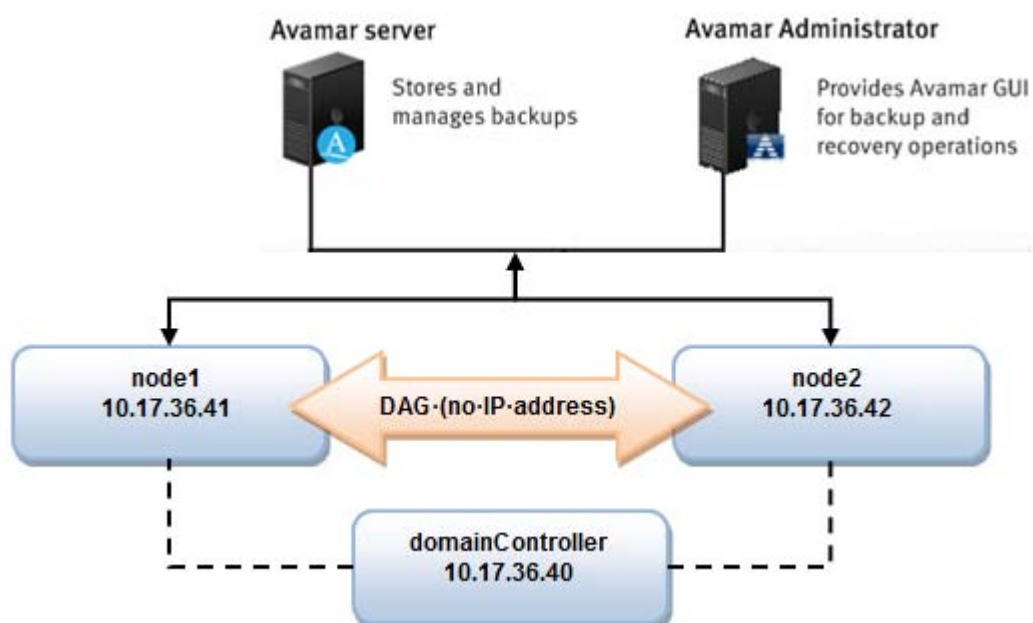 Avamar server
Stores and
manages backups
Avamar Administrator
Provides Avamar GUI
for backup and
recovery operations
node1
10.17.36.41
DAG·(no·IP·address)
node2
10.17.36.42
domainController
10.17.36.40